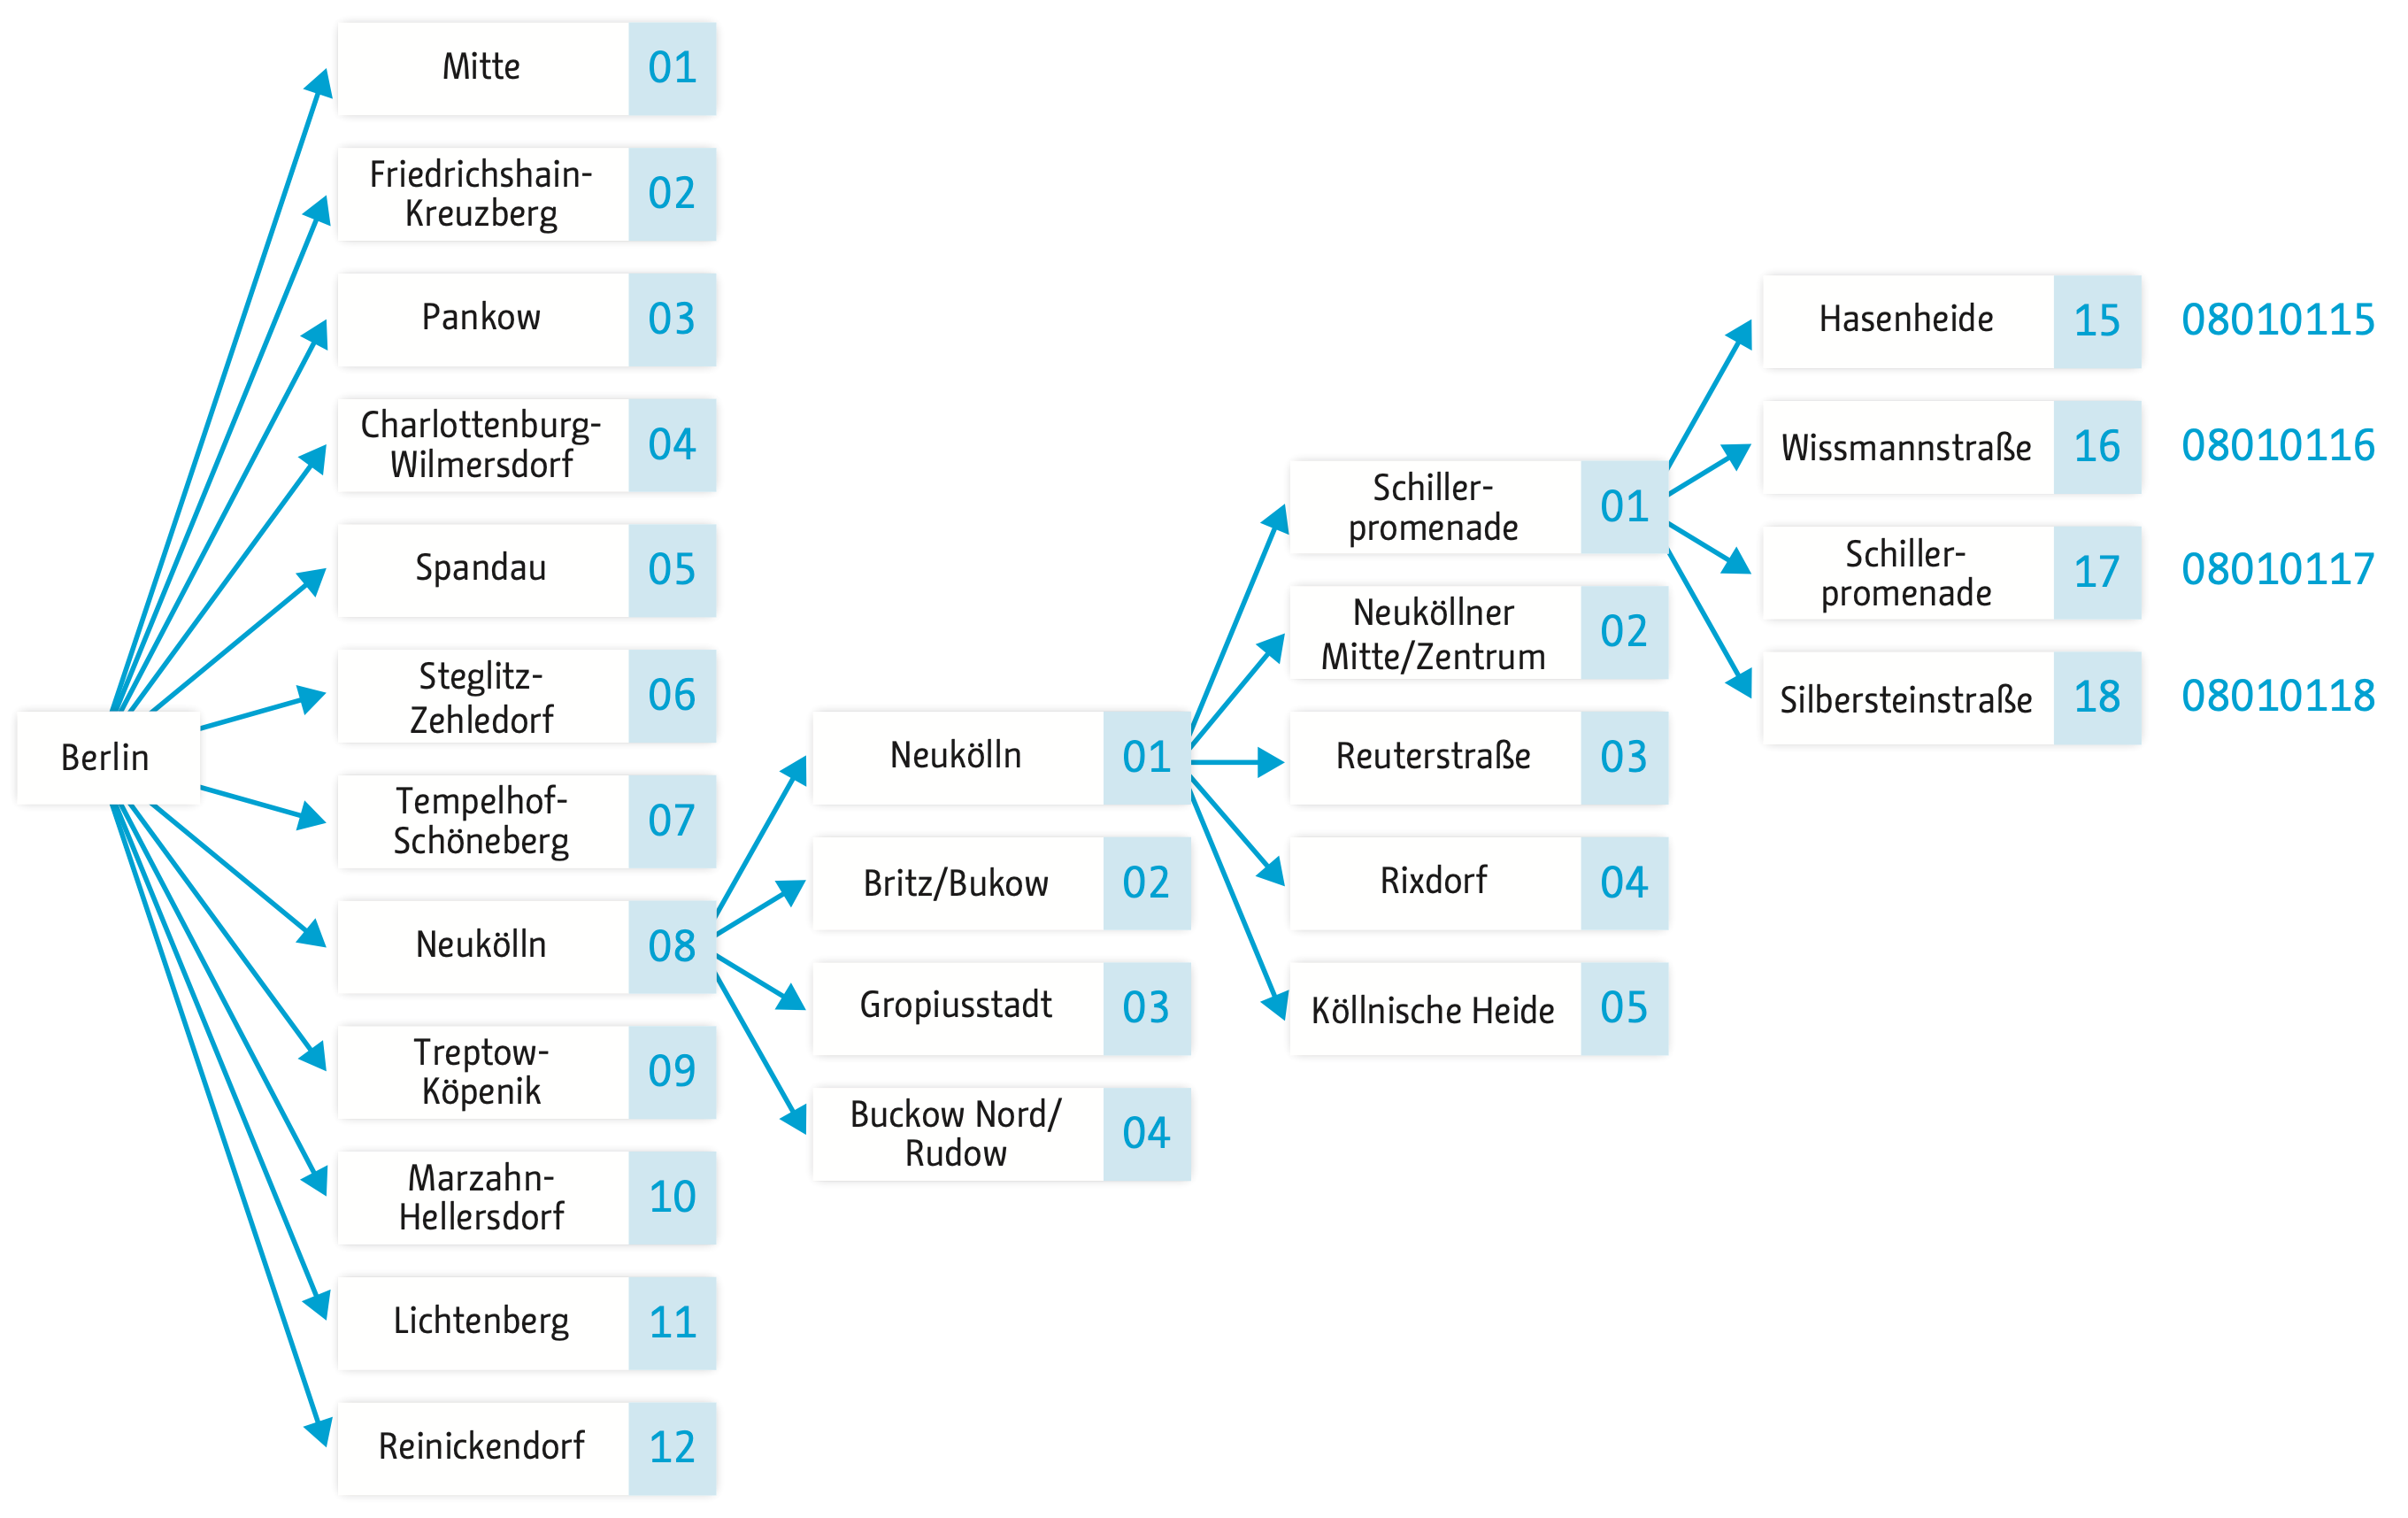 Berlin
Mitte
01
Friedrichshain-
Kreuzberg
02
Pankow
03
Charlottenburg-
Wilmersdorf
04
Spandau
05
Steglitz-
Zehledorf
06
Tempelhof-
Schöneberg
07
Neukölln
08
Treptow-
Köpenik
09
Marzahn-
Hellersdorf
10
Lichtenberg
11
Reinickendorf
12
Neukölln
01
Britz/Bukow
02
Gropiusstadt
03
Buckow Nord/
Rudow
04
Schiller-
promenade
01
Neuköllner
Mitte/Zentrum
02
Reuterstraße
03
Rixdorf
04
Köllnische Heide
05
Hasenheide
15
08010115
Wissmannstraße
16
08010116
Schiller-
promenade
17
08010117
Silbersteinstraße
18
08010118